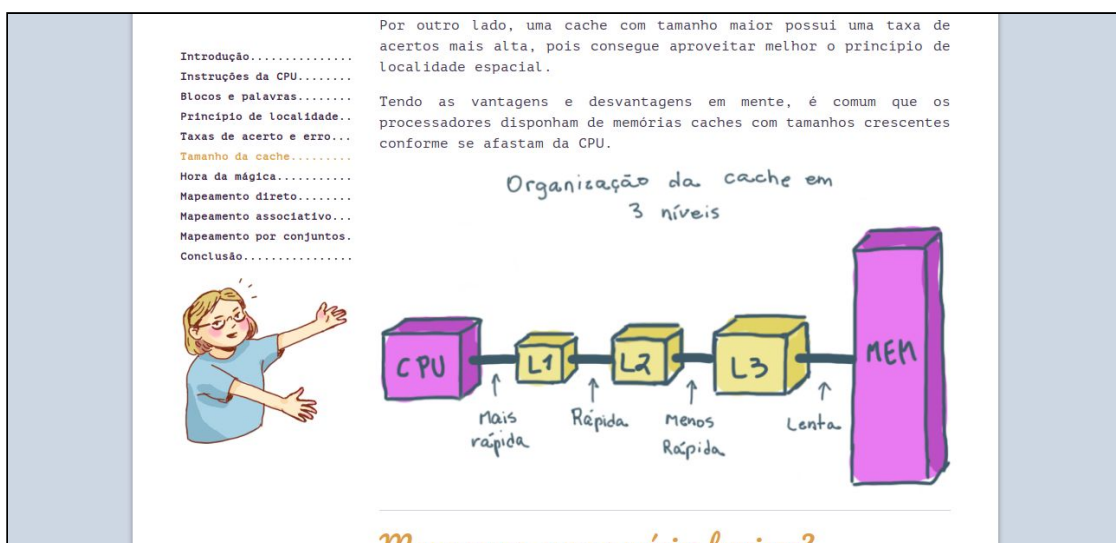 Por outro lado, uma cache com tamanho maior possui uma taxa de
acertos mais alta, pois consegue aproveitar melhor o principio de
localidade espacial.
Tendo as vantagens e desvantagens em mente, é comum que os
processadores disponham de memórias caches com tamanhos crescentes
conforme se afastam da CPU.
Introdução...............
Instruções da CPU........
Blocos e palavras........
Princípio de localidade..
Taxas de acerto e erro...
Tamanho da cache.........
Hora da mágica...........
Mapeamento direto........
Mapeamento associativo...
Mapeamento por conjuntos.
Conclusão................
Organização da cache em
3 níveis
CPU
L1
L2
L3
MEM
Mais
rápida
Rápida
Menos
Rápida
Lenta